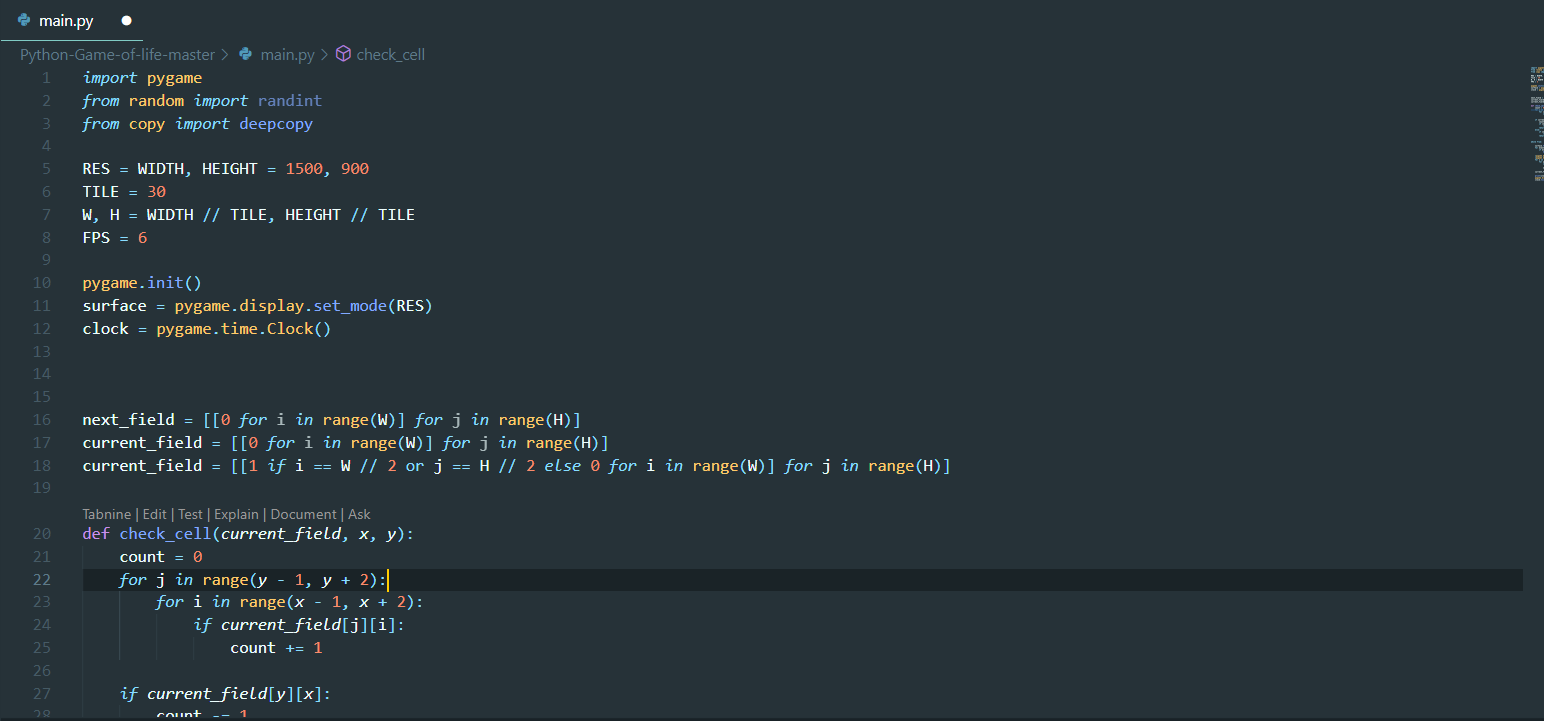 main.py
Python-Game-of-life-master > main.py > check_cell
1 import pygame
2 from random import randint
3 from copy import deepcopy
4
5 RES = WIDTH, HEIGHT = 1500, 900
6 TILE = 30
7 W, H = WIDTH // TILE, HEIGHT // TILE
8 FPS = 6
9
10 pygame.init()
11 surface = pygame.display.set_mode(RES)
12 clock = pygame.time.Clock()
13
14
15
16 next_field = [[0 for i in range(W)] for j in range(H)]
17 current_field = [[0 for i in range(W)] for j in range(H)]
18 current_field = [[1 if i == W // 2 or j == H // 2 else 0 for i in range(W)] for j in range(H)]
19
Tabnine | Edit | Test | Explain | Document | Ask
20 def check_cell(current_field, x, y):
21     count = 0
22     for j in range(y - 1, y + 2):
23         for i in range(x - 1, x + 2):
24             if current_field[j][i]:
25                 count += 1
26
27     if current_field[y][x]:
28         count -= 1